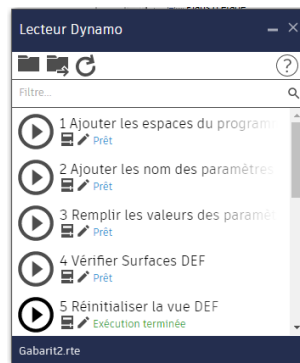 Lecteur Dynamo
Filtre...
1 Ajouter les espaces du program
Prêt
2 Ajouter les nom des paramètres
Prêt
3 Remplir les valeurs des paramè
Prêt
4 Vérifier Surfaces DEF
Prêt
5 Réinitialiser la vue DEF
Exécution terminée
Gabarit2.rte